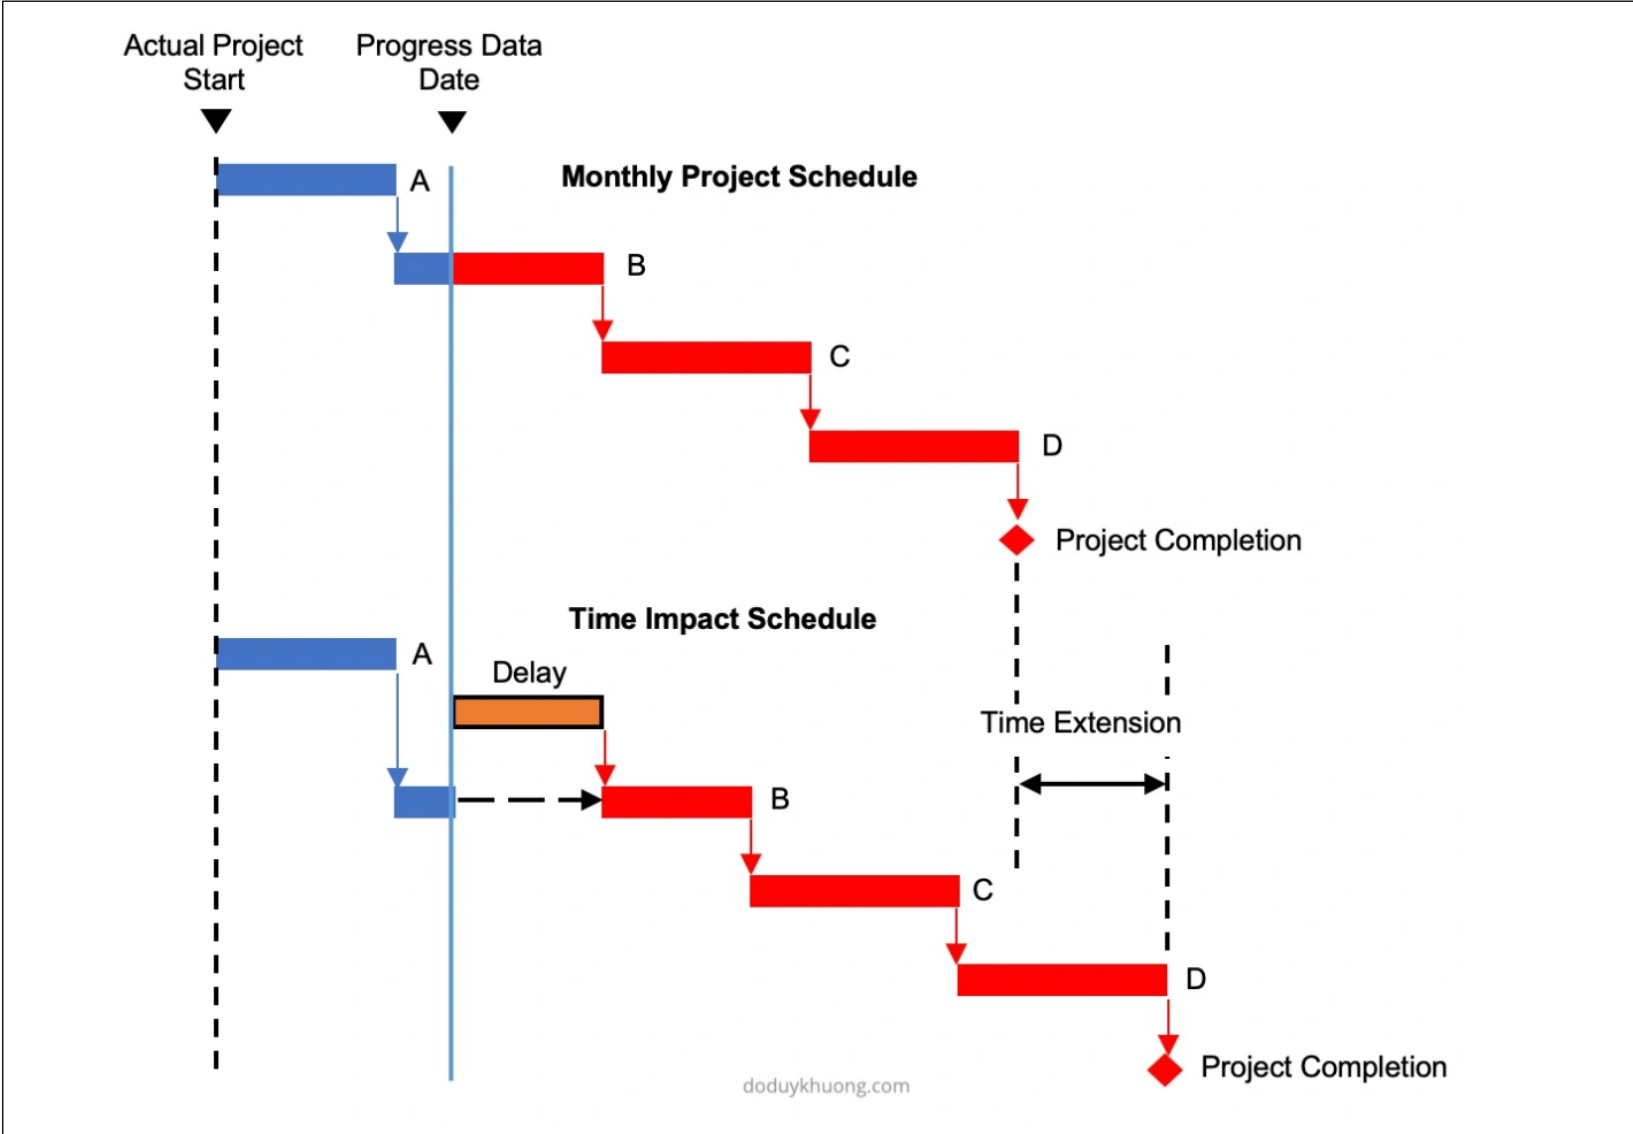 Actual Project
Start
Progress Data
Date
A
Monthly Project Schedule
B
C
D
Project Completion
Time Impact Schedule
A
Delay
Time Extension
B
C
D
Project Completion
doduykhuong.com